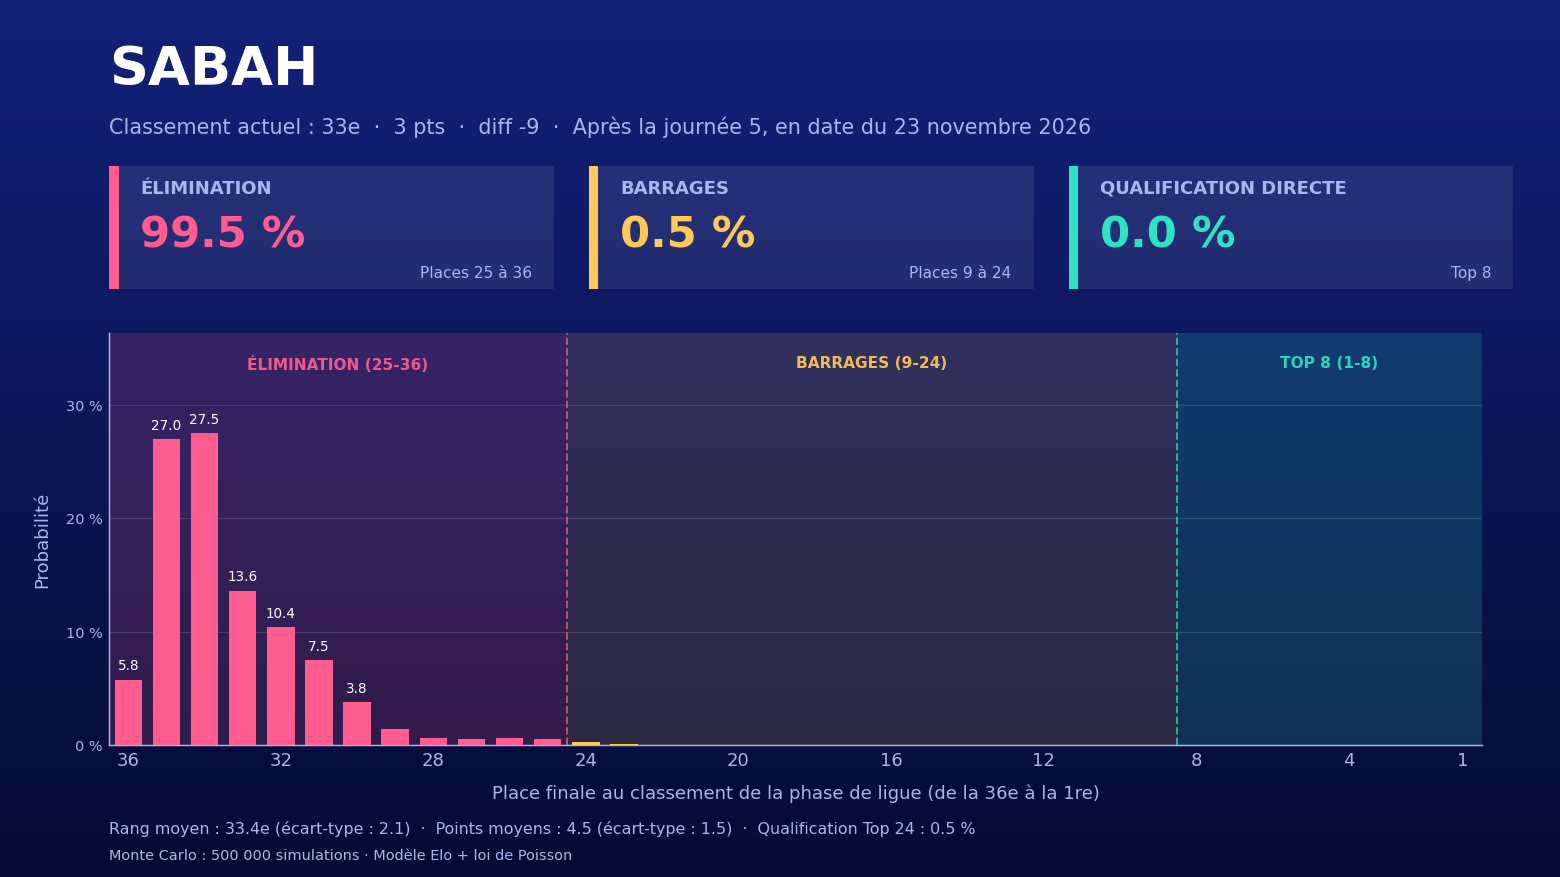 SABAH
Classement actuel : 33e · 3 pts · diff -9 · Après la journée 5, en date du 23 novembre 2026
ÉLIMINATION
99.5 %
Places 25 à 36
BARRAGES
0.5 %
Places 9 à 24
QUALIFICATION DIRECTE
0.0 %
Top 8
ÉLIMINATION (25-36)
BARRAGES (9-24)
TOP 8 (1-8)
Probabilité
30 %
20 %
10 %
0 %
5.8
27.0
27.5
13.6
10.4
7.5
3.8
36 32 28 24 20 16 12 8 4 1
Place finale au classement de la phase de ligue (de la 36e à la 1re)
Rang moyen : 33.4e (écart-type : 2.1) · Points moyens : 4.5 (écart-type : 1.5) · Qualification Top 24 : 0.5 %
Monte Carlo : 500 000 simulations · Modèle Elo + loi de Poisson